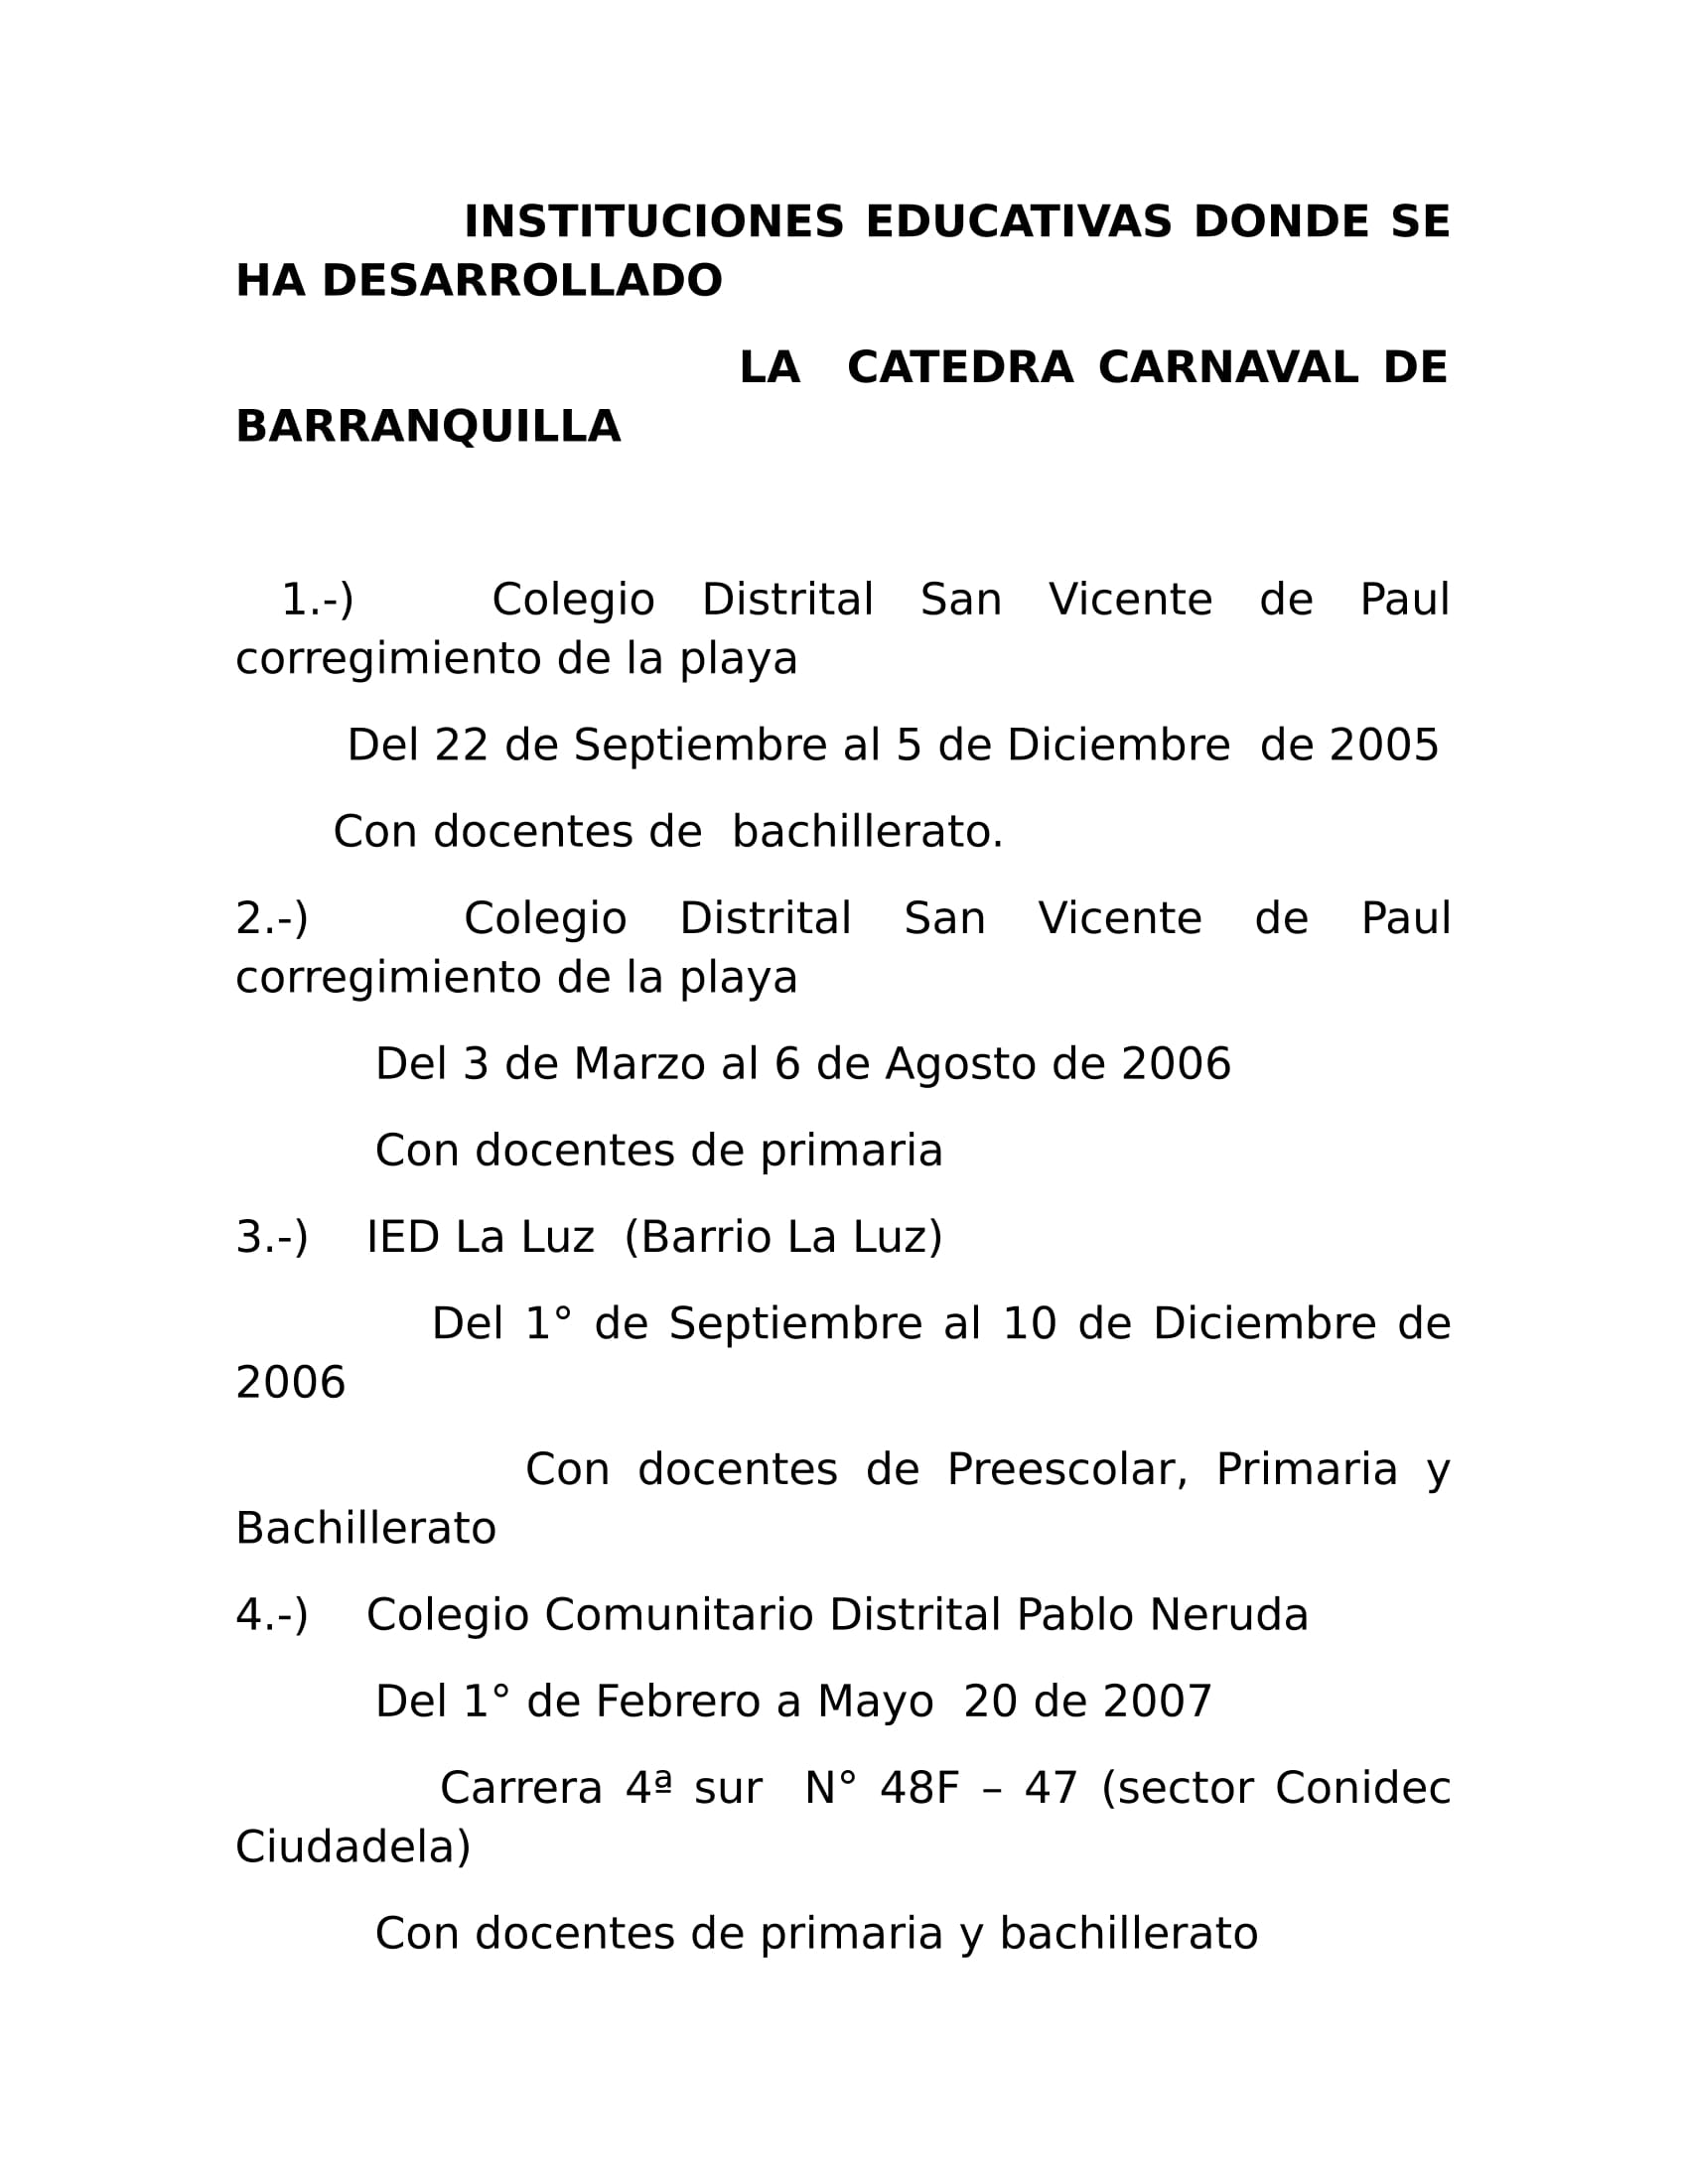 INSTITUCIONES EDUCATIVAS DONDE SE
HA DESARROLLADO
LA CATEDRA CARNAVAL DE
BARRANQUILLA
1.-) Colegio Distrital San Vicente de Paul
corregimiento de la playa
Del 22 de Septiembre al 5 de Diciembre de 2005
Con docentes de bachillerato.
2.-) Colegio Distrital San Vicente de Paul
corregimiento de la playa
Del 3 de Marzo al 6 de Agosto de 2006
Con docentes de primaria
3.-) IED La Luz (Barrio La Luz)
Del 1° de Septiembre al 10 de Diciembre de
2006
Con docentes de Preescolar, Primaria y
Bachillerato
4.-) Colegio Comunitario Distrital Pablo Neruda
Del 1° de Febrero a Mayo 20 de 2007
Carrera 4ª sur N° 48F – 47 (sector Conidec
Ciudadela)
Con docentes de primaria y bachillerato